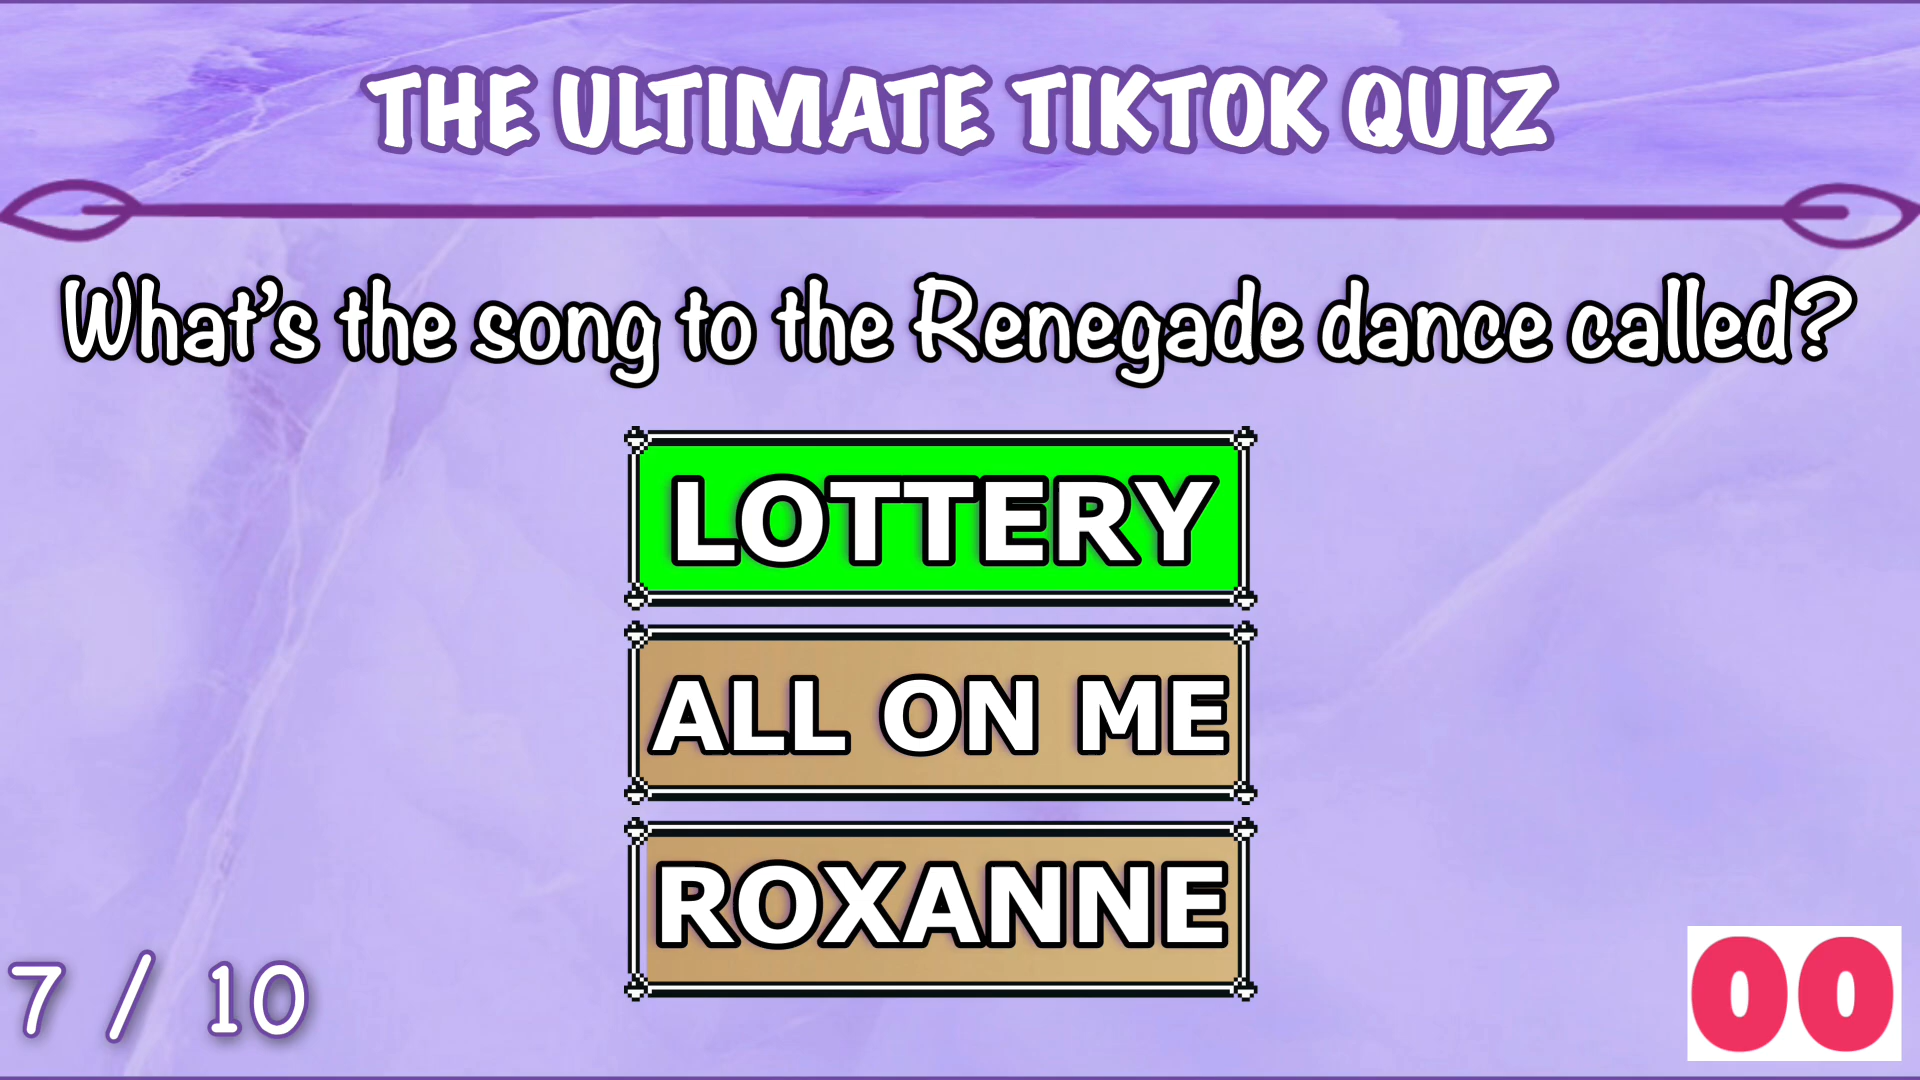 THE ULTIMATE TIKTOK QUIZ
What's the song to the Renegade dance called?
LOTTERY
ALL ON ME
ROXANNE
7 / 10
00